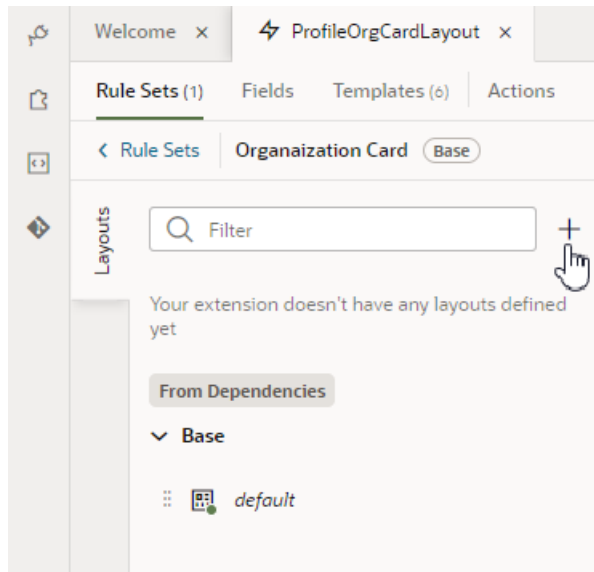 Welcome × ProfileOrgCardLayout ×
Rule Sets (1) Fields Templates (6) Actions
Rule Sets Organaization Card Base
Layouts
Filter
Your extension doesn't have any layouts defined
yet
From Dependencies
Base
default